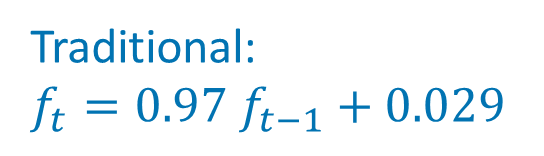 Traditional:
fₜ = 0.97 fₜ₋₁ + 0.029